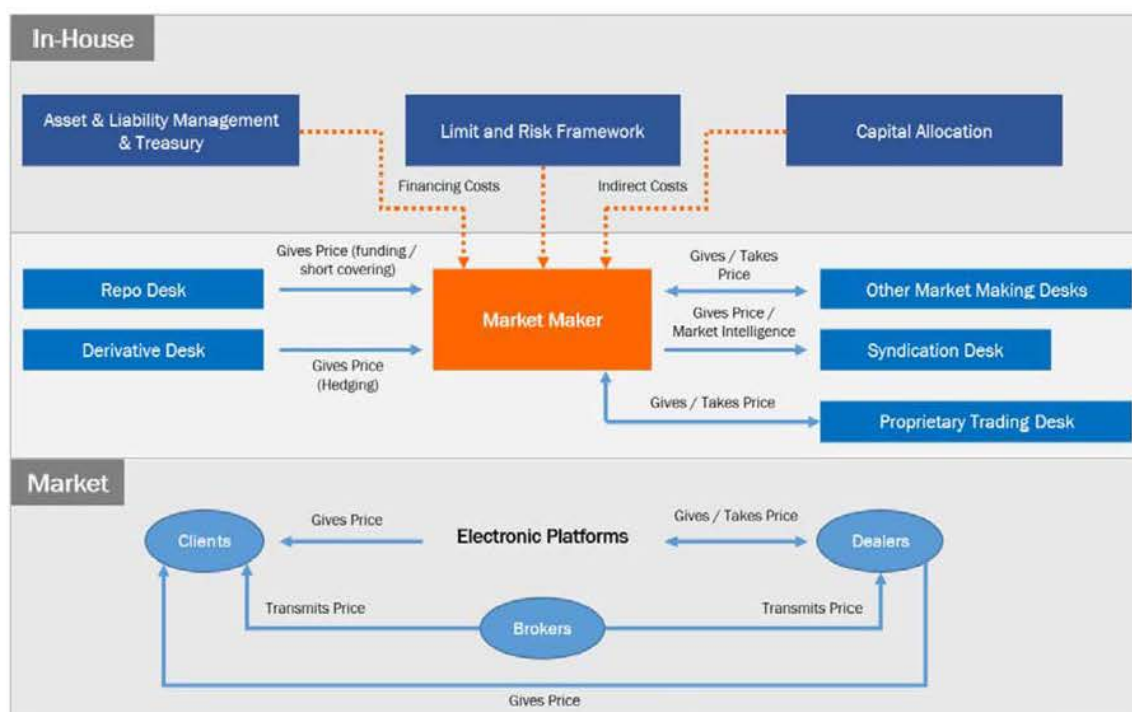 In-House
Asset & Liability Management
& Treasury
Limit and Risk Framework
Capital Allocation
Financing Costs
Indirect Costs
Gives Price (funding /
short covering)
Gives / Takes
Price
Repo Desk
Market Maker
Other Market Making Desks
Gives Price /
Market Intelligence
Derivative Desk
Syndication Desk
Gives Price
(Hedging)
Gives / Takes Price
Proprietary Trading Desk
Market
Gives Price
Electronic Platforms
Gives / Takes Price
Clients
Dealers
Transmits Price
Brokers
Transmits Price
Gives Price